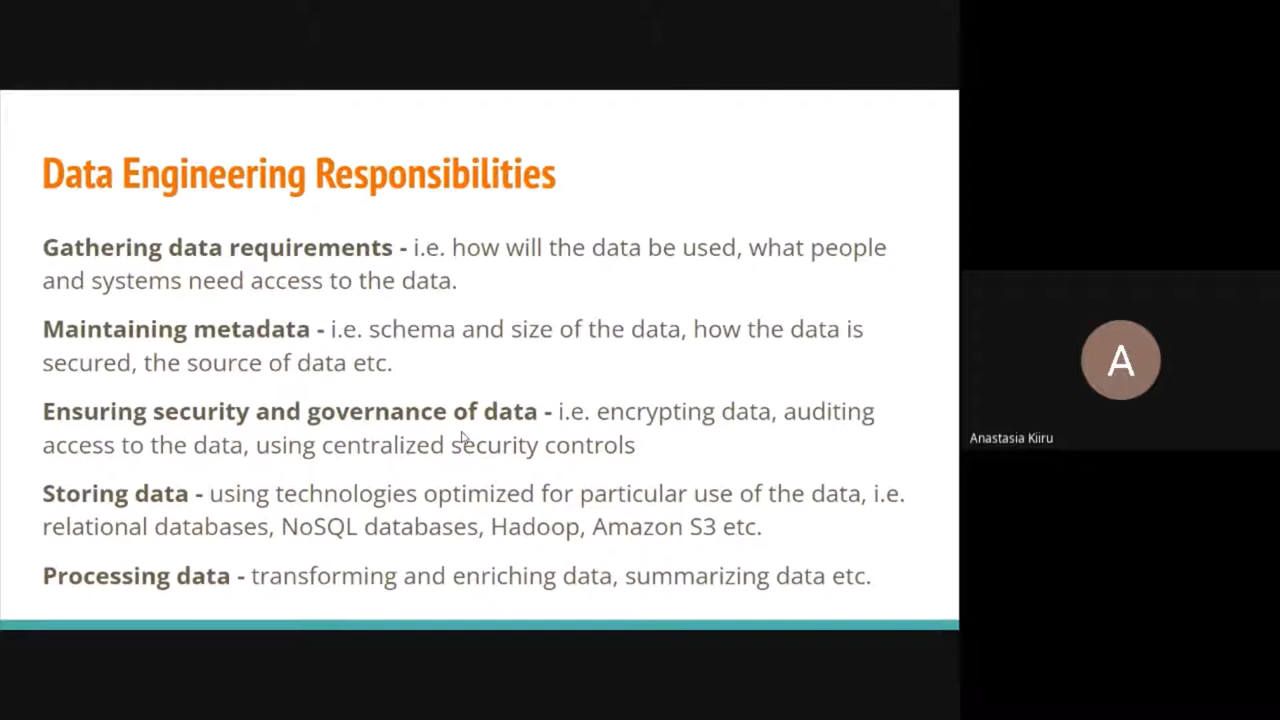 Data Engineering Responsibilities
Gathering data requirements - i.e. how will the data be used, what people
and systems need access to the data.
Maintaining metadata - i.e. schema and size of the data, how the data is
secured, the source of data etc.
Ensuring security and governance of data - i.e. encrypting data, auditing
access to the data, using centralized security controls
Storing data - using technologies optimized for particular use of the data, i.e.
relational databases, NoSQL databases, Hadoop, Amazon S3 etc.
Processing data - transforming and enriching data, summarizing data etc.
A
Anastasia Kiiru